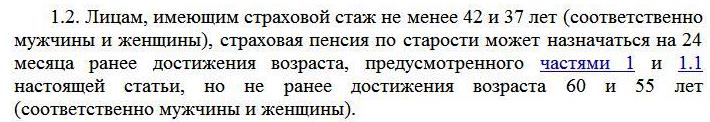 1.2. Лицам, имеющим страховой стаж не менее 42 и 37 лет (соответственно
мужчины и женщины), страховая пенсия по старости может назначаться на 24
месяца ранее достижения возраста, предусмотренного частями 1 и 1.1
настоящей статьи, но не ранее достижения возраста 60 и 55 лет
(соответственно мужчины и женщины).